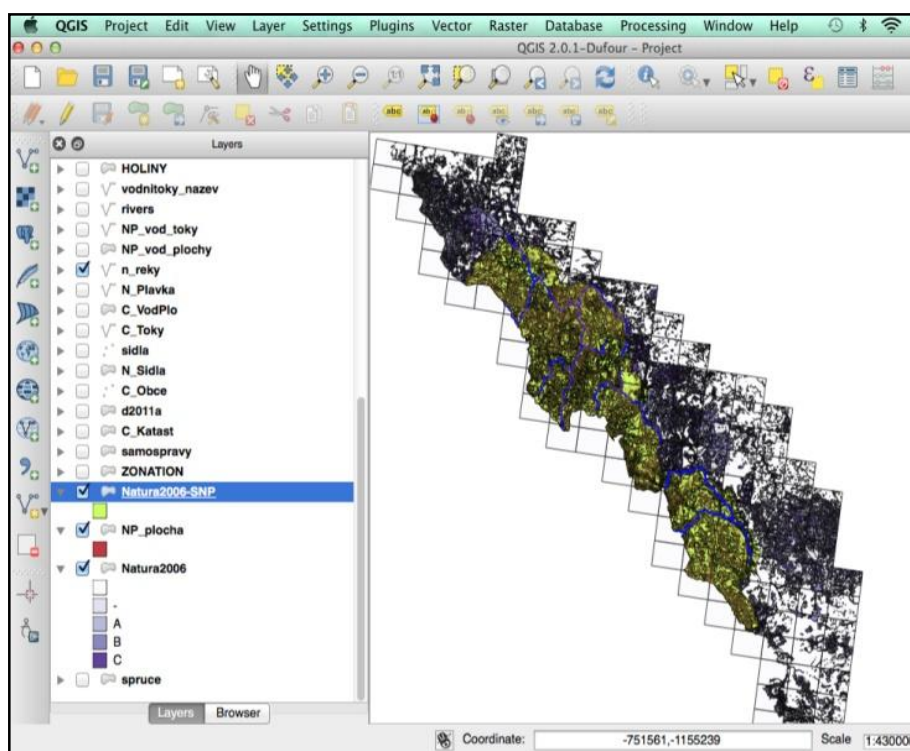 QGIS Project Edit View Layer Settings Plugins Vector Raster Database Processing Window Help
QGIS 2.0.1-Dufour - Project
Layers
HOLINY
vodnitoky_nazev
rivers
NP_vod_toky
NP_vod_plochy
n_reky
N_Plavka
C_VodPlo
C_Toky
sidla
N_Sidla
C_Obce
d2011a
C_Katast
samospravy
ZONATION
Natura2006-SNP
NP_plocha
Natura2006
-
A
B
C
spruce
Layers Browser
Coordinate: -751561,-1155239 Scale 1:43000